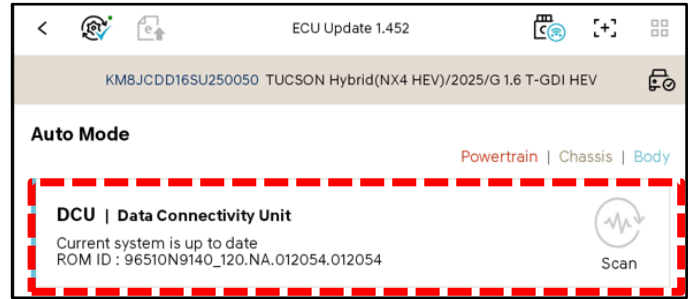 ECU Update 1.452
KM8JCDD16SU250050 TUCSON Hybrid(NX4 HEV)/2025/G 1.6 T-GDI HEV
Auto Mode
Powertrain | Chassis | Body
DCU | Data Connectivity Unit
Current system is up to date
ROM ID : 96510N9140_120.NA.012054.012054
Scan